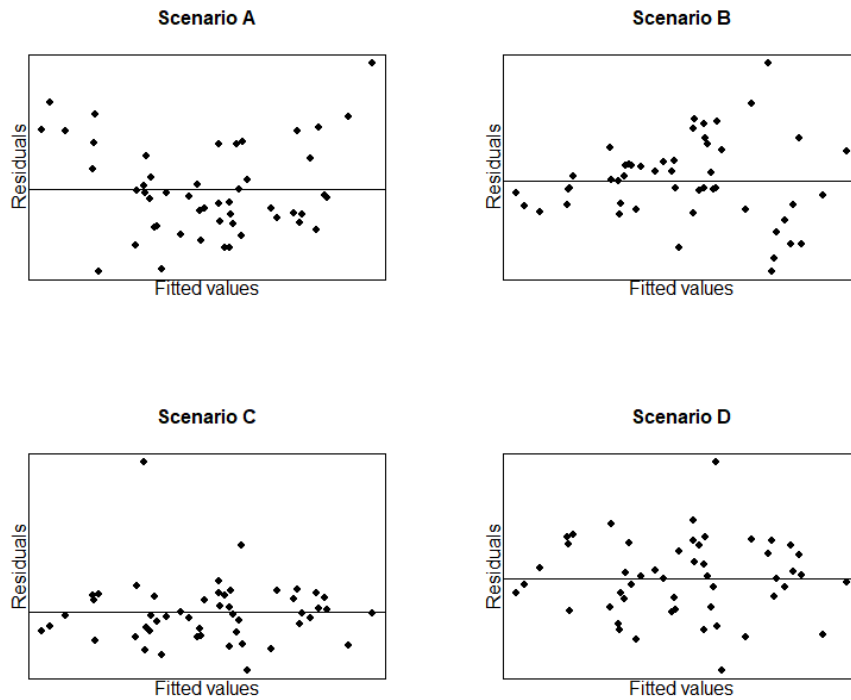 Scenario A
Residuals
Fitted values
Scenario B
Residuals
Fitted values
Scenario C
Residuals
Fitted values
Scenario D
Residuals
Fitted values